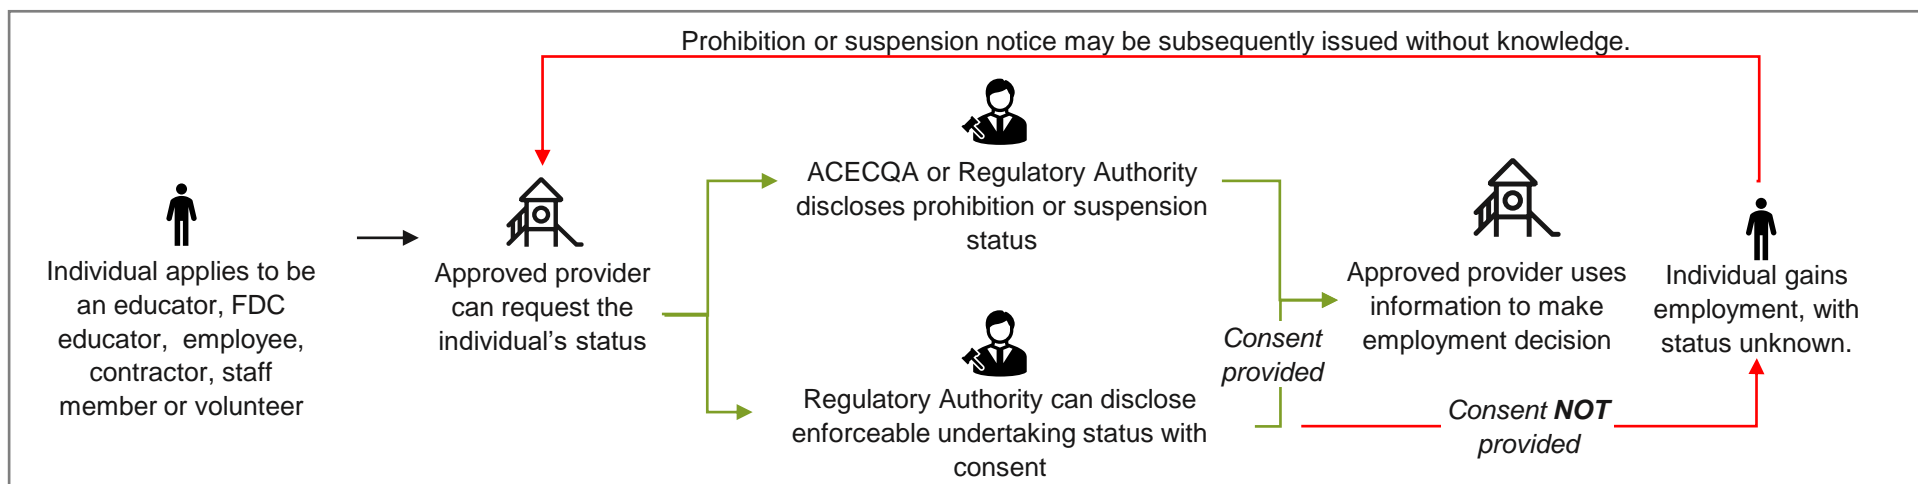 Prohibition or suspension notice may be subsequently issued without knowledge.
Individual applies to be
an educator, FDC
educator, employee,
contractor, staff
member or volunteer
Approved provider
can request the
individual's status
ACECQA or Regulatory Authority
discloses prohibition or suspension
status
Regulatory Authority can disclose
enforceable undertaking status with
consent
Consent
provided
Approved provider uses
information to make
employment decision
Consent NOT
provided
Individual gains
employment, with
status unknown.